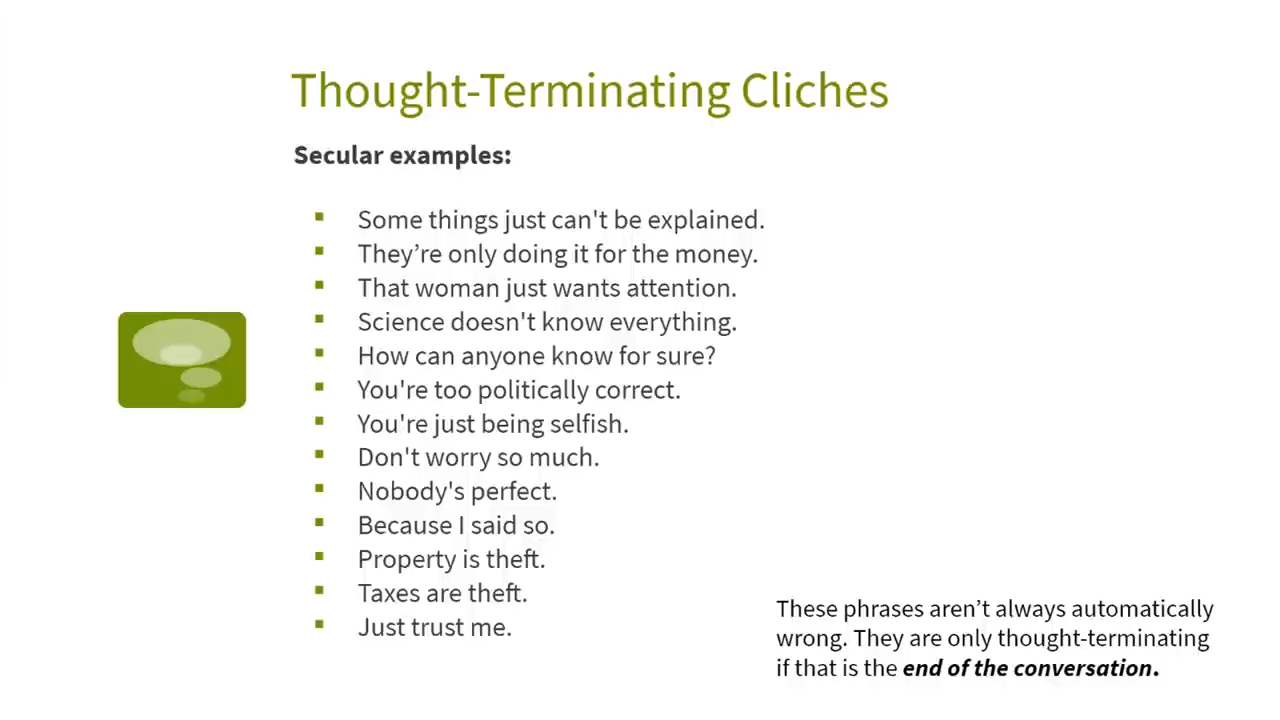 Thought-Terminating Cliches
Secular examples:
Some things just can't be explained.
They’re only doing it for the money.
That woman just wants attention.
Science doesn't know everything.
How can anyone know for sure?
You're too politically correct.
You're just being selfish.
Don't worry so much.
Nobody's perfect.
Because I said so.
Property is theft.
Taxes are theft.
Just trust me.
These phrases aren’t always automatically
wrong. They are only thought-terminating
if that is the end of the conversation.